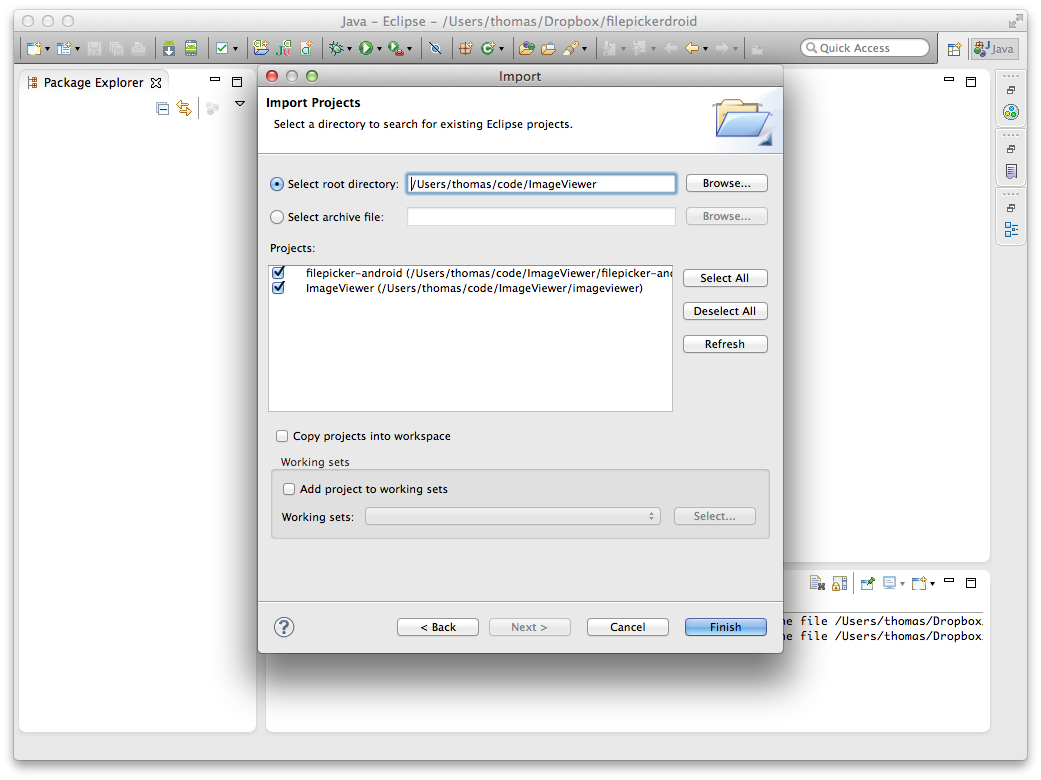 Java – Eclipse – /Users/thomas/Dropbox/filepickerdroid
Quick Access
Java
Package Explorer
Import
Import Projects
Select a directory to search for existing Eclipse projects.
Select root directory: /Users/thomas/code/ImageViewer Browse...
Select archive file: Browse...
Projects:
filepicker-android (/Users/thomas/code/ImageViewer/filepicker-and
ImageViewer (/Users/thomas/code/ImageViewer/imageviewer)
Select All
Deselect All
Refresh
Copy projects into workspace
Working sets
Add project to working sets
Working sets: Select...
? < Back Next > Cancel Finish
ne file /Users/thomas/Dropbox.
ne file /Users/thomas/Dropbox.